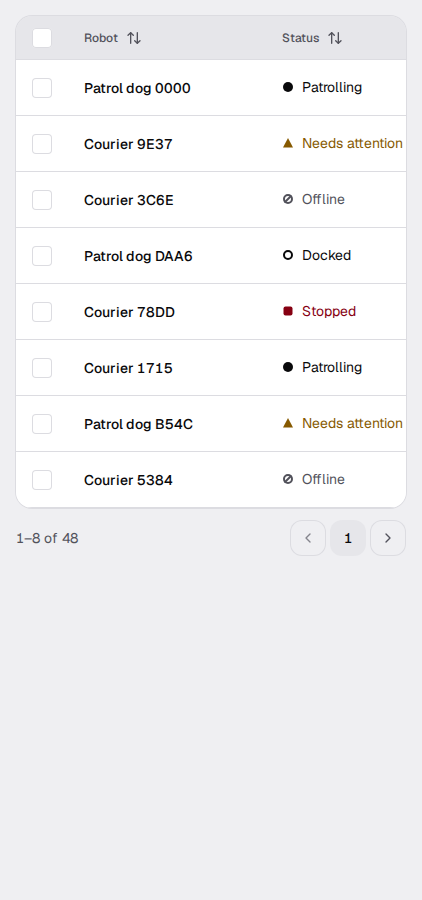 Robot Status
Patrol dog 0000 Patrolling
Courier 9E37 Needs attention
Courier 3C6E Offline
Patrol dog DAA6 Docked
Courier 78DD Stopped
Courier 1715 Patrolling
Patrol dog B54C Needs attention
Courier 5384 Offline
1–8 of 48 1